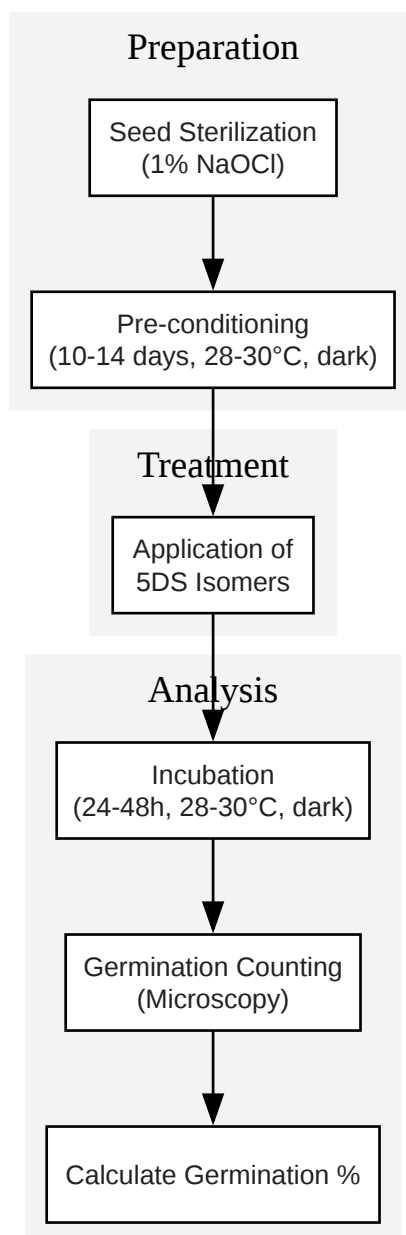 Preparation
Seed Sterilization
(1% NaOCl)
Pre-conditioning
(10-14 days, 28-30°C, dark)
Treatment
Application of
5DS Isomers
Analysis
Incubation
(24-48h, 28-30°C, dark)
Germination Counting
(Microscopy)
Calculate Germination %